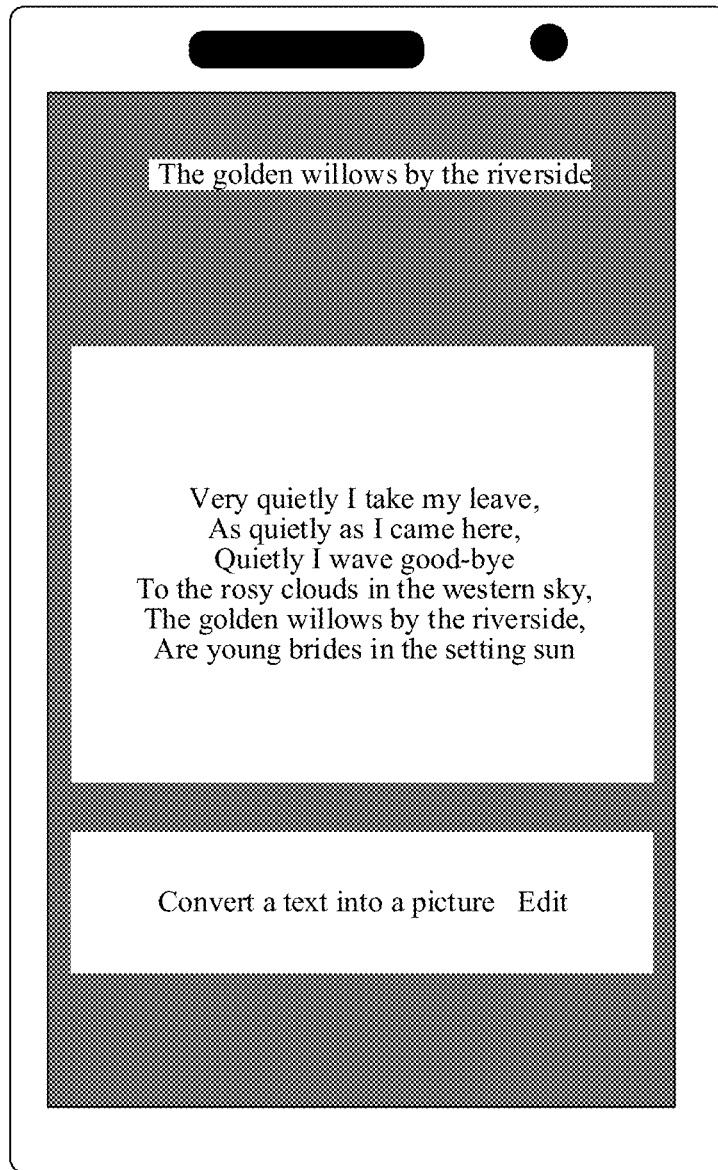 The golden willows by the riverside
Very quietly I take my leave,
As quietly as I came here,
Quietly I wave good-bye
To the rosy clouds in the western sky,
The golden willows by the riverside,
Are young brides in the setting sun
Convert a text into a picture Edit